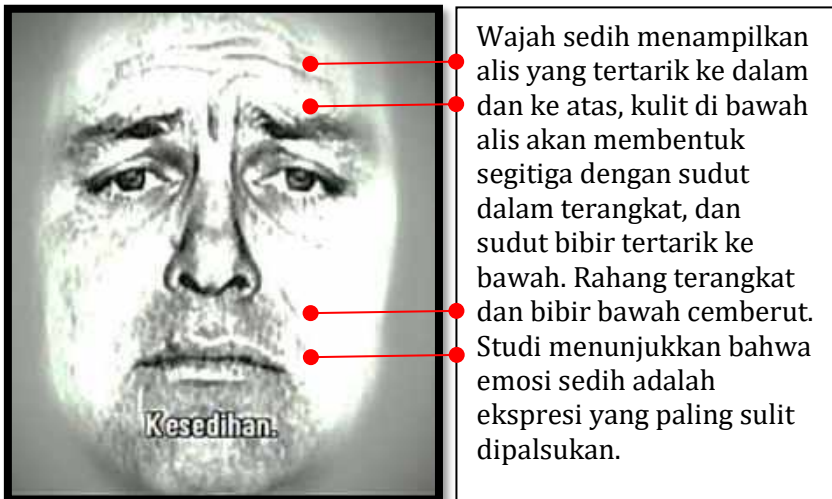 Kesedihan.
Wajah sedih menampilkan
alis yang tertarik ke dalam
dan ke atas, kulit di bawah
alis akan membentuk
segitiga dengan sudut
dalam terangkat, dan
sudut bibir tertarik ke
bawah. Rahang terangkat
dan bibir bawah cemberut.
Studi menunjukkan bahwa
emosi sedih adalah
ekspresi yang paling sulit
dipalsukan.